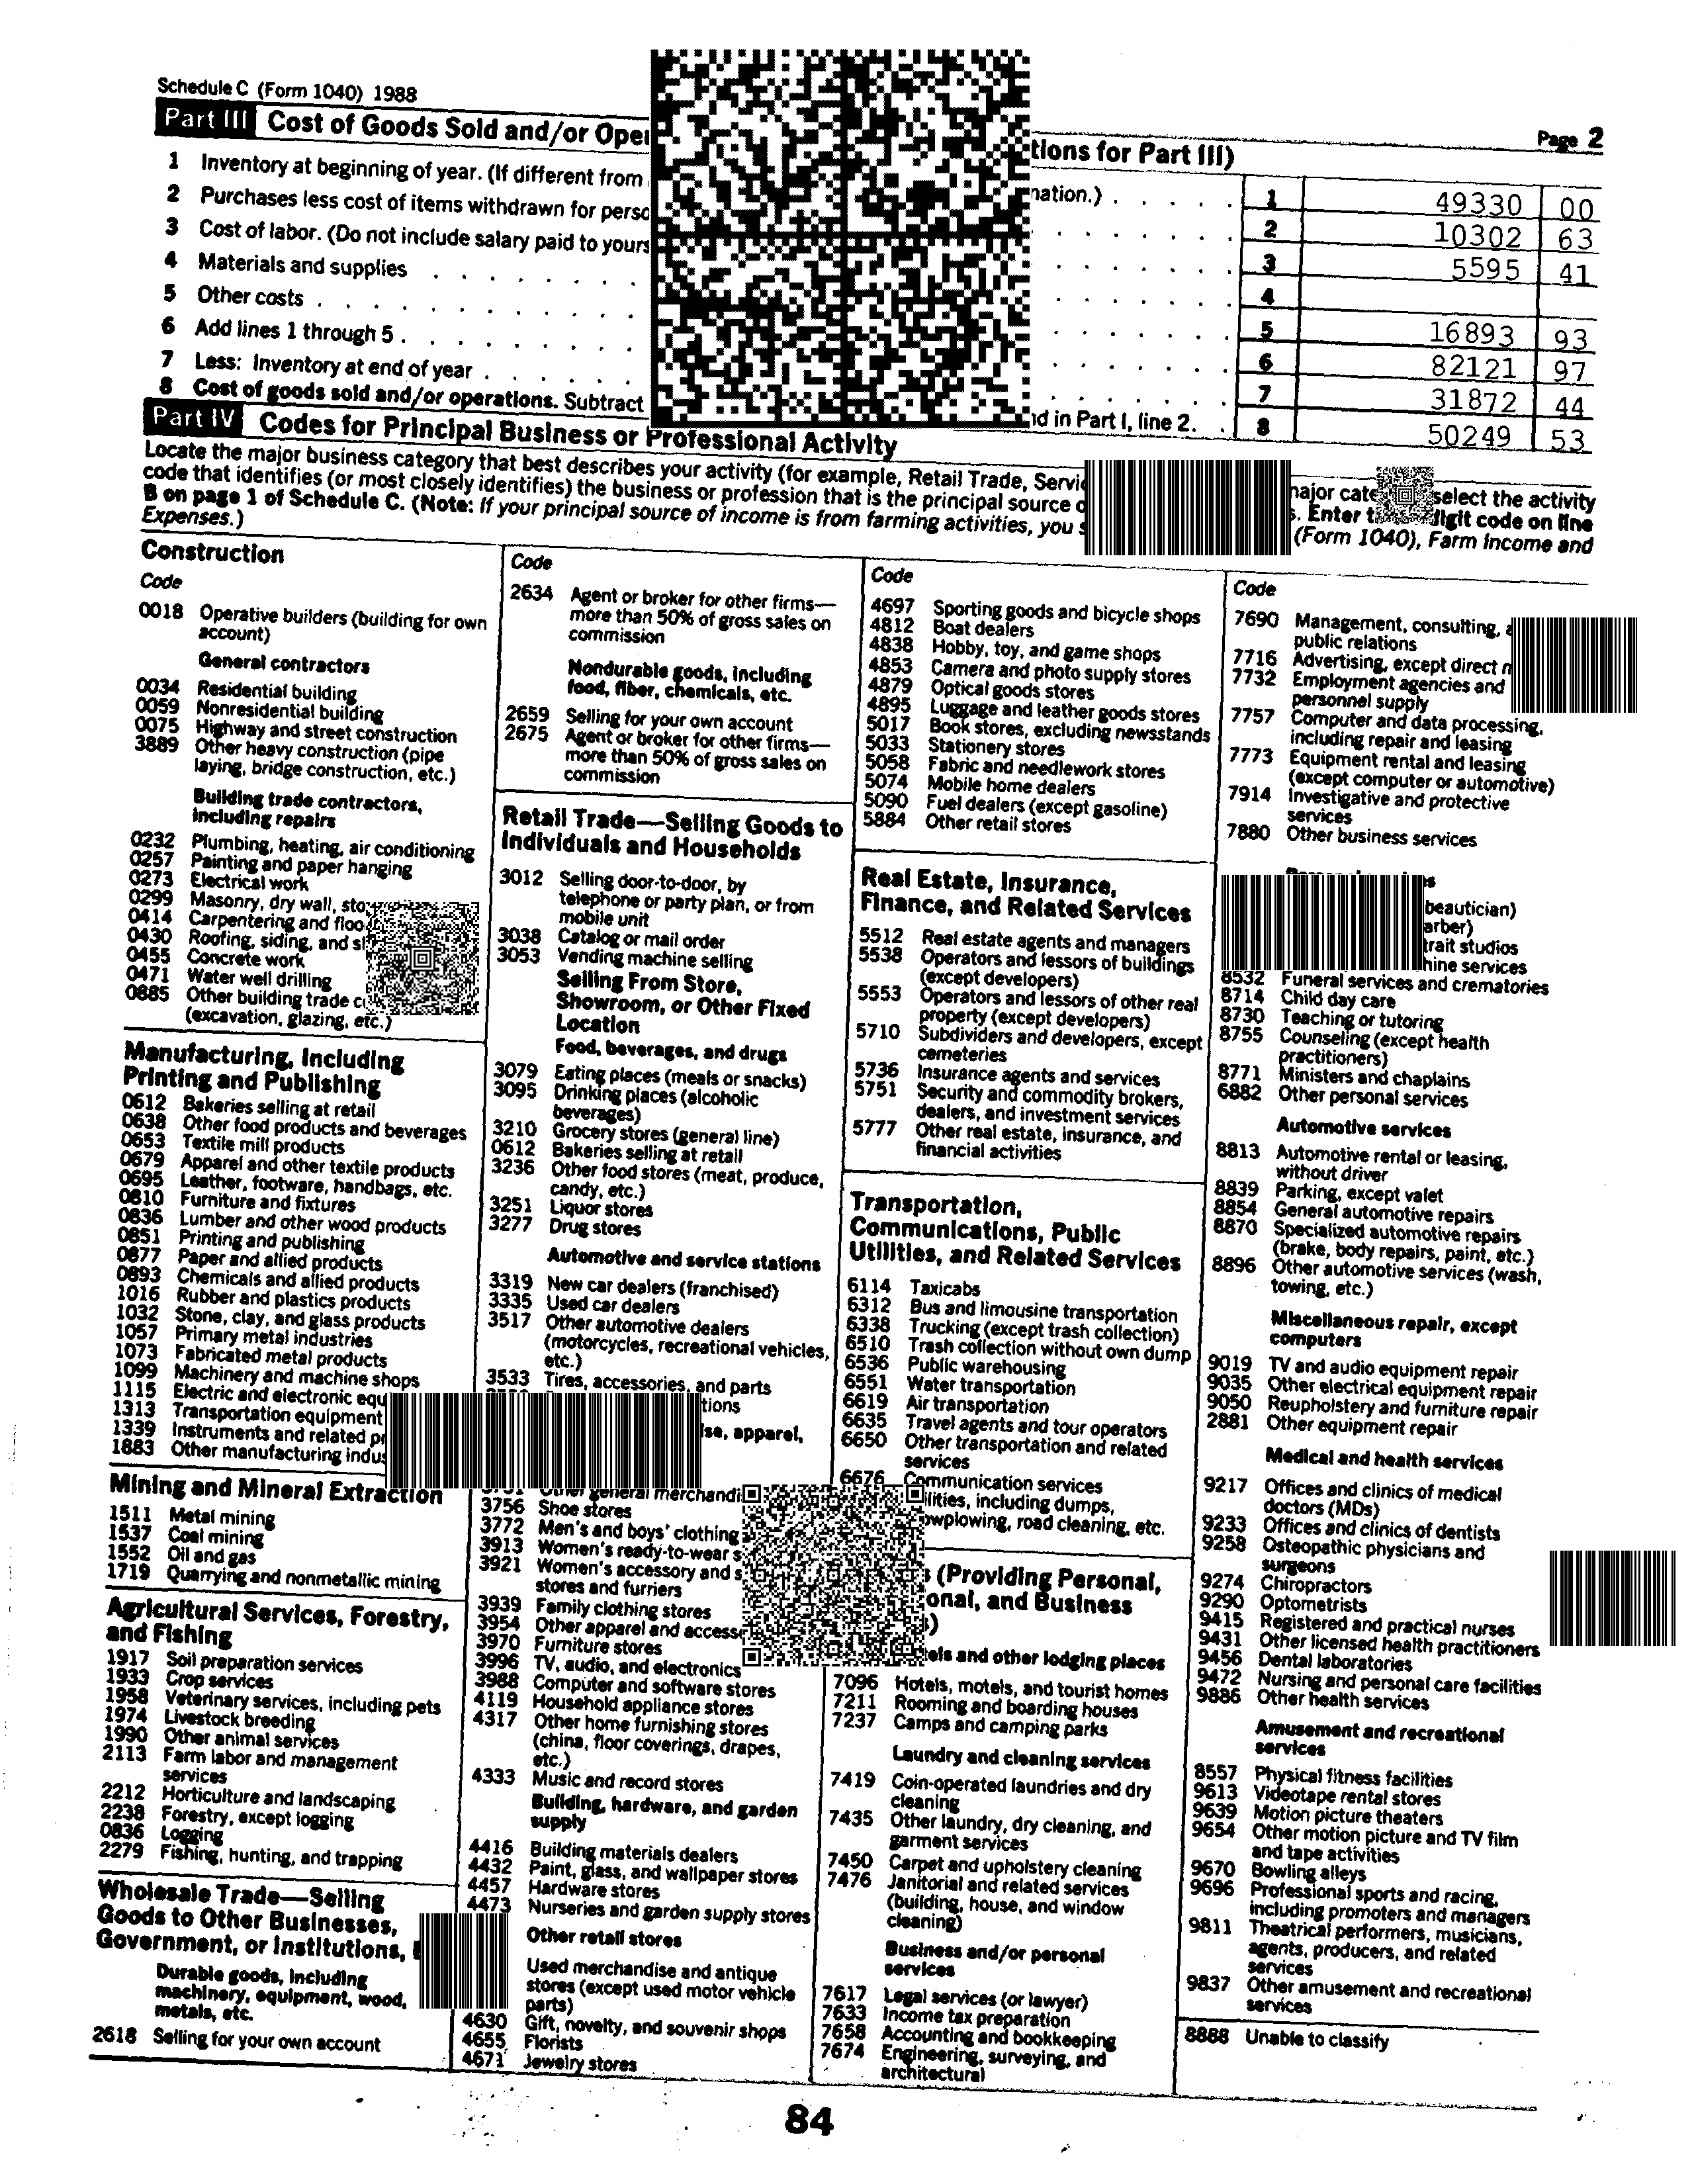 Schedule C (Form 1040) 1988
Page 2
Part III Cost of Goods Sold and/or tions for Part III)
1 Inventory at beginning of year. (If different from nation.) 1 49330 00
2 Purchases less cost of items withdrawn for 2 10302 63
3 Cost of labor. (Do not include salary paid to 3 5595 41
4 Materials and supplies 4
5 Other costs 5 16893 93
6 Add lines 1 through 5 6 82121 97
7 Less: Inventory at end of year 7 31872 44
8 Cost of goods sold and/or operations. Subtract in Part I, line 2. 8 50249 53
Part IV Codes for Principal Business or Professional Activity
Locate the major business category that best describes your activity (for example, Retail Trade, select the activity
code that identifies (or most closely identifies) the business or profession that is the principal source Enter code on line
B on page 1 of Schedule C. (Note: If your principal source of income is from farming activities, you (Form 1040), Farm Income and
Expenses.)
Construction
Code
0018 Operative builders (building for own
account)
General contractors
0034 Residential building
0059 Nonresidential building
0075 Highway and street construction
3889 Other heavy construction (pipe
laying, bridge construction, etc.)
Building trade contractors,
including repairs
0232 Plumbing, heating, air conditioning
0257 Painting and paper hanging
0273 Electrical work
0299 Masonry, dry wall,
0414 Carpentering and
0430 Roofing, siding, and
0455 Concrete work
0471 Water well drilling
0885 Other building trade
(excavation, glazing, etc.)
Manufacturing, Including
Printing and Publishing
0612 Bakeries selling at retail
0638 Other food products and beverages
0653 Textile mill products
0679 Apparel and other textile products
0695 Leather, footware, handbags, etc.
0810 Furniture and fixtures
0836 Lumber and other wood products
0851 Printing and publishing
0877 Paper and allied products
0893 Chemicals and allied products
1016 Rubber and plastics products
1032 Stone, clay, and glass products
1057 Primary metal industries
1073 Fabricated metal products
1099 Machinery and machine shops
1115 Electric and electronic
1313 Transportation equipment
1339 Instruments and related
1883 Other manufacturing
Mining and Mineral Extraction
1511 Metal mining
1537 Coal mining
1552 Oil and gas
1719 Quarrying and nonmetallic mining
Agricultural Services, Forestry,
and Fishing
1917 Soil preparation services
1933 Crop services
1958 Veterinary services, including pets
1974 Livestock breeding
1990 Other animal services
2113 Farm labor and management
services
2212 Horticulture and landscaping
2238 Forestry, except logging
0836 Logging
2279 Fishing, hunting, and trapping
Wholesale Trade—Selling
Goods to Other Businesses,
Government, or Institutions,
Durable goods, including
machinery, equipment, wood,
metals, etc.
2618 Selling for your own account
Code
2634 Agent or broker for other firms—
more than 50% of gross sales on
commission
Nondurable goods, including
food, fiber, chemicals, etc.
2659 Selling for your own account
2675 Agent or broker for other firms—
more than 50% of gross sales on
commission
Retail Trade—Selling Goods to
Individuals and Households
3012 Selling door-to-door, by
telephone or party plan, or from
mobile unit
3038 Catalog or mail order
3053 Vending machine selling
Selling From Store,
Showroom, or Other Fixed
Location
Food, beverages, and drugs
3079 Eating places (meals or snacks)
3095 Drinking places (alcoholic
beverages)
3210 Grocery stores (general line)
0612 Bakeries selling at retail
3236 Other food stores (meat, produce,
candy, etc.)
3251 Liquor stores
3277 Drug stores
Automotive and service stations
3319 New car dealers (franchised)
3335 Used car dealers
3517 Other automotive dealers
(motorcycles, recreational vehicles,
etc.)
3533 Tires, accessories, and parts
apparel,
Other general
3756 Shoe stores
3772 Men's and boys' clothing
3913 Women's ready-to-wear
3921 Women's accessory and
stores and furriers
3939 Family clothing stores
3954 Other apparel and
3970 Furniture stores
3996 TV, audio, and electronics
3988 Computer and software stores
4119 Household appliance stores
4317 Other home furnishing stores
(china, floor coverings, drapes,
etc.)
4333 Music and record stores
Building, hardware, and garden
supply
4416 Building materials dealers
4432 Paint, glass, and wallpaper stores
4457 Hardware stores
4473 Nurseries and garden supply stores
Other retail stores
Used merchandise and antique
stores (except used motor vehicle
parts)
4630 Gift, novelty, and souvenir shops
4655 Florists
4671 Jewelry stores
Code
4697 Sporting goods and bicycle shops
4812 Boat dealers
4838 Hobby, toy, and game shops
4853 Camera and photo supply stores
4879 Optical goods stores
4895 Luggage and leather goods stores
5017 Book stores, excluding newsstands
5033 Stationery stores
5058 Fabric and needlework stores
5074 Mobile home dealers
5090 Fuel dealers (except gasoline)
5884 Other retail stores
Real Estate, Insurance,
Finance, and Related Services
5512 Real estate agents and managers
5538 Operators and lessors of buildings
(except developers)
5553 Operators and lessors of other real
property (except developers)
5710 Subdividers and developers, except
cemeteries
5736 Insurance agents and services
5751 Security and commodity brokers,
dealers, and investment services
5777 Other real estate, insurance, and
financial activities
Transportation,
Communications, Public
Utilities, and Related Services
6114 Taxicabs
6312 Bus and limousine transportation
6338 Trucking (except trash collection)
6510 Trash collection without own dump
6536 Public warehousing
6551 Water transportation
6619 Air transportation
6635 Travel agents and tour operators
6650 Other transportation and related
services
6676 Communication services
including dumps,
road cleaning, etc.
(Providing Personal,
and Business
and other lodging places
7096 Hotels, motels, and tourist homes
7211 Rooming and boarding houses
7237 Camps and camping parks
Laundry and cleaning services
7419 Coin-operated laundries and dry
cleaning
7435 Other laundry, dry cleaning, and
garment services
7450 Carpet and upholstery cleaning
7476 Janitorial and related services
(building, house, and window
cleaning)
Business and/or personal
services
7617 Legal services (or lawyer)
7633 Income tax preparation
7658 Accounting and bookkeeping
7674 Engineering, surveying, and
architectural
Code
7690 Management, consulting,
public relations
7716 Advertising, except direct
7732 Employment agencies and
personnel supply
7757 Computer and data processing,
including repair and leasing
7773 Equipment rental and leasing
(except computer or automotive)
7914 Investigative and protective
services
7880 Other business services
beautician)
studios
services
8532 Funeral services and crematories
8714 Child day care
8730 Teaching or tutoring
8755 Counseling (except health
practitioners)
8771 Ministers and chaplains
6882 Other personal services
Automotive services
8813 Automotive rental or leasing,
without driver
8839 Parking, except valet
8854 General automotive repairs
8870 Specialized automotive repairs
(brake, body repairs, paint, etc.)
8896 Other automotive services (wash,
towing, etc.)
Miscellaneous repair, except
computers
9019 TV and audio equipment repair
9035 Other electrical equipment repair
9050 Reupholstery and furniture repair
2881 Other equipment repair
Medical and health services
9217 Offices and clinics of medical
doctors (MDs)
9233 Offices and clinics of dentists
9258 Osteopathic physicians and
surgeons
9274 Chiropractors
9290 Optometrists
9415 Registered and practical nurses
9431 Other licensed health practitioners
9456 Dental laboratories
9472 Nursing and personal care facilities
9886 Other health services
Amusement and recreational
services
8557 Physical fitness facilities
9613 Videotape rental stores
9639 Motion picture theaters
9654 Other motion picture and TV film
and tape activities
9670 Bowling alleys
9696 Professional sports and racing,
including promoters and managers
9811 Theatrical performers, musicians,
agents, producers, and related
services
9837 Other amusement and recreational
services
8888 Unable to classify
84